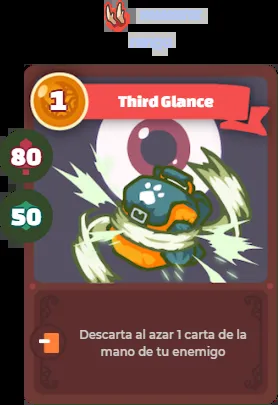 1
Third Glance
80
50
Descarta al azar 1 carta de la
mano de tu enemigo